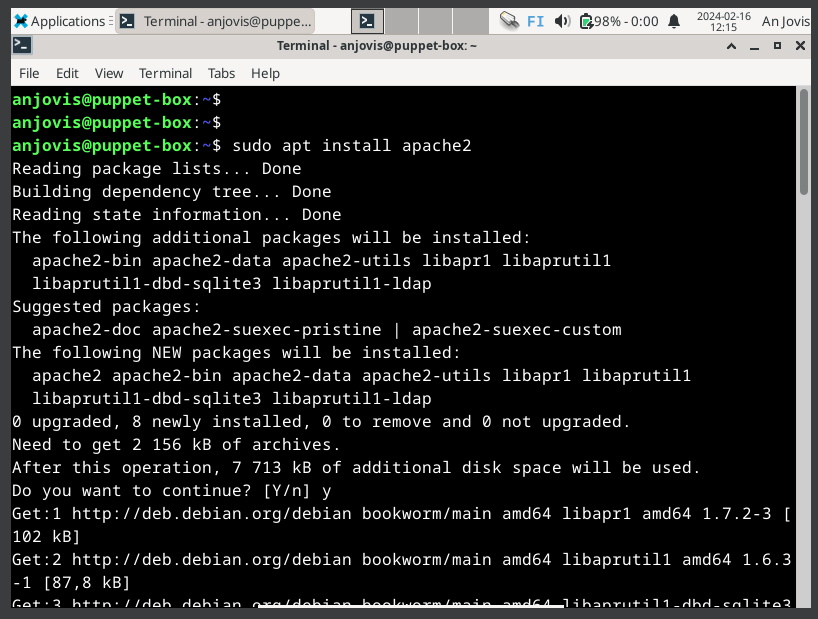 Applications
Terminal - anjovis@puppe...
FI
98% - 0:00
2024-02-16
12:15
An Jovis
Terminal - anjovis@puppet-box: ~
File Edit View Terminal Tabs Help
anjovis@puppet-box:~$
anjovis@puppet-box:~$
anjovis@puppet-box:~$ sudo apt install apache2
Reading package lists... Done
Building dependency tree... Done
Reading state information... Done
The following additional packages will be installed:
  apache2-bin apache2-data apache2-utils libapr1 libaprutil1
  libaprutil1-dbd-sqlite3 libaprutil1-ldap
Suggested packages:
  apache2-doc apache2-suexec-pristine | apache2-suexec-custom
The following NEW packages will be installed:
  apache2 apache2-bin apache2-data apache2-utils libapr1 libaprutil1
  libaprutil1-dbd-sqlite3 libaprutil1-ldap
0 upgraded, 8 newly installed, 0 to remove and 0 not upgraded.
Need to get 2 156 kB of archives.
After this operation, 7 713 kB of additional disk space will be used.
Do you want to continue? [Y/n] y
Get:1 http://deb.debian.org/debian bookworm/main amd64 libapr1 amd64 1.7.2-3 [
102 kB]
Get:2 http://deb.debian.org/debian bookworm/main amd64 libaprutil1 amd64 1.6.3
-1 [87,8 kB]
Get:3 http://deb.debian.org/debian bookworm/main amd64 libaprutil1-dbd-sqlite3